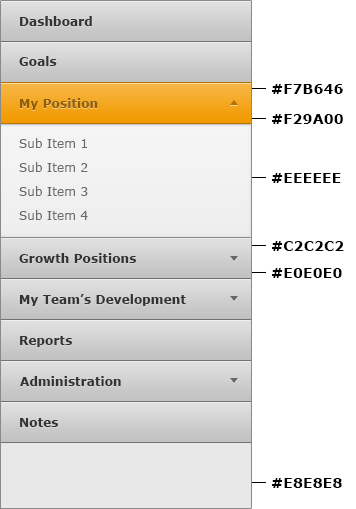 Dashboard
Goals
My Position
#F7B646
#F29A00
Sub Item 1
Sub Item 2
Sub Item 3
Sub Item 4
#EEEEEE
#C2C2C2
Growth Positions
#E0E0E0
My Team’s Development
Reports
Administration
Notes
#E8E8E8